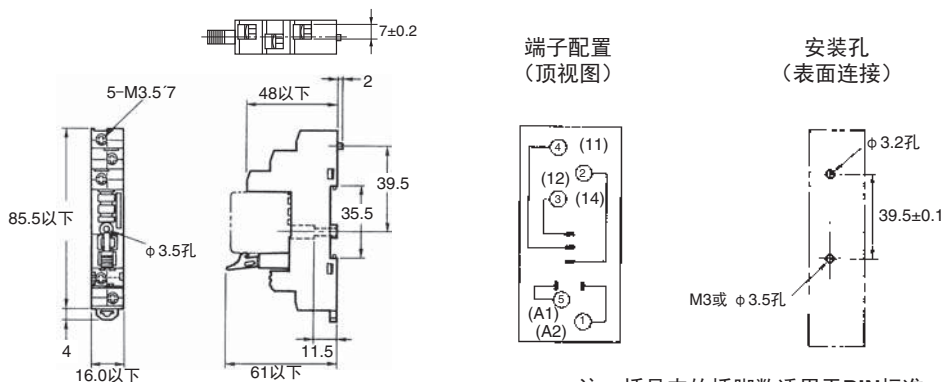 7±0.2
端子配置
（顶视图）
安装孔
（表面连接）
2
48以下
5-M3.5 7
4 (11)
φ3.2孔
2
(12)
3 (14)
39.5
35.5
39.5±0.1
85.5以下
φ3.5孔
M3或 φ3.5孔
5
(A1)
1
(A2)
4
11.5
16.0以下
61以下